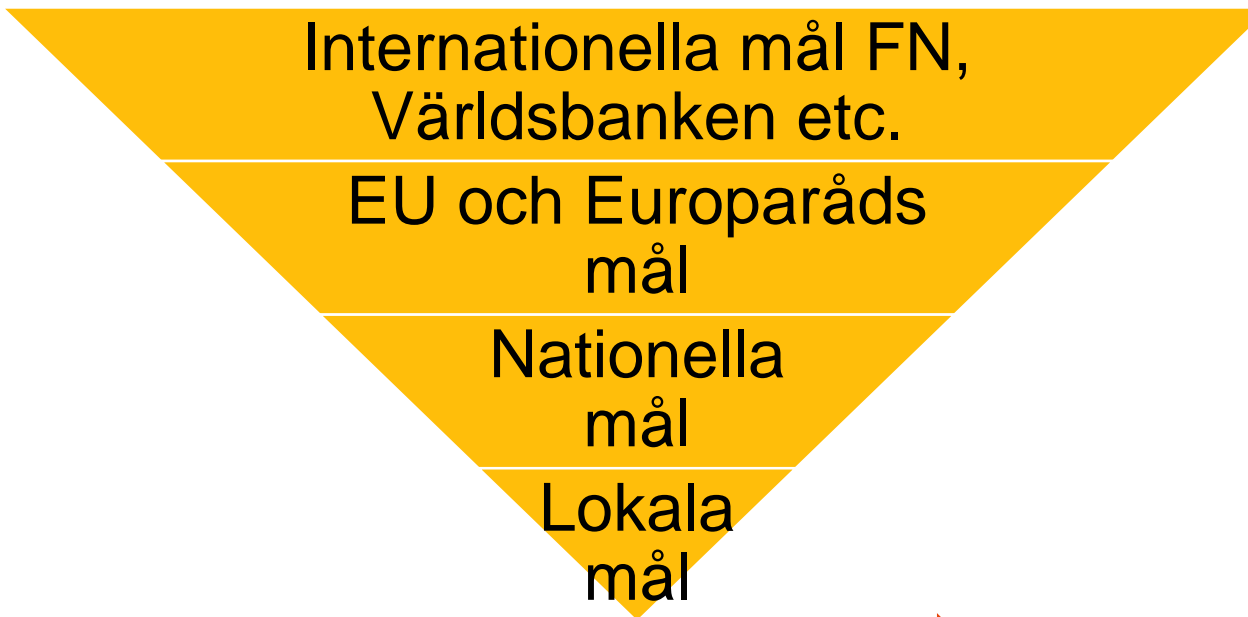 Internationella mål FN,
Världsbanken etc.
EU och Europaråds
mål
Nationella
mål
Lokala
mål